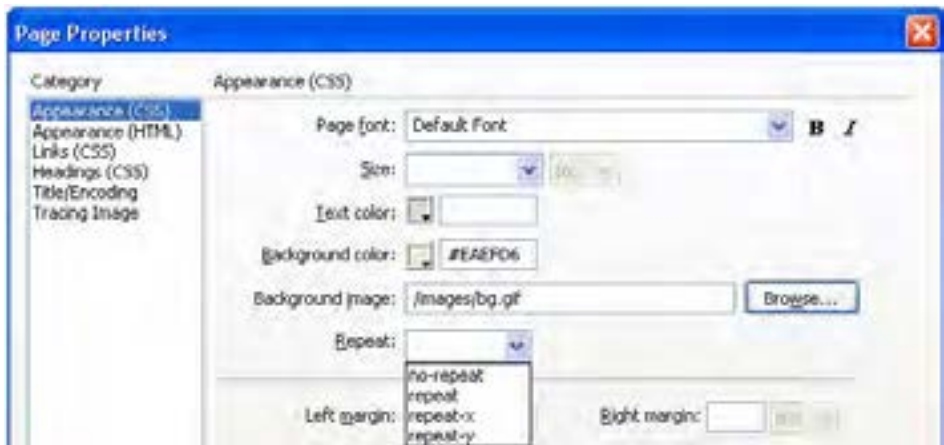 Page Properties
Category
Appearance (CSS)
Appearance (HTML)
Links (CSS)
Headings (CSS)
Title/Encoding
Tracing Image
Appearance (CSS)
Page font: Default Font B I
Size:
Text color:
Background color: #EAEFD6
Background image: /images/bg.gif Browse...
Repeat:
no-repeat
repeat
repeat-x
repeat-y
Left margin: Right margin: